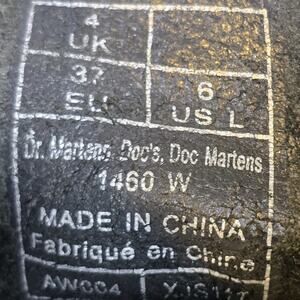 4
UK
37
EU
6
US L
Dr. Martens, Doc's, Doc Martens
1460 W
MADE IN CHINA
Fabriqué en Chine
AW004